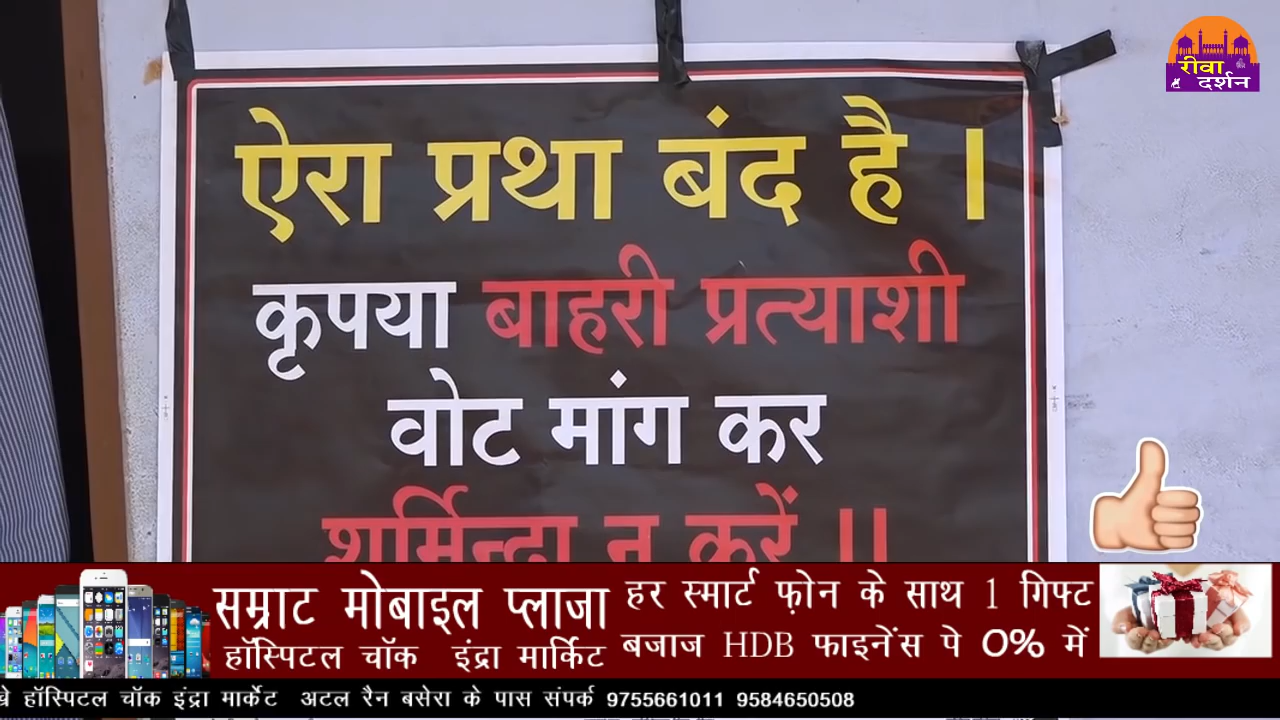 रीवा
दर्शन
ऐरा प्रथा बंद है ।
कृपया बाहरी प्रत्याशी
वोट मांग कर
शर्मिन्दा न करें ।।
सम्राट मोबाइल प्लाजा
हॉस्पिटल चॉक इंद्रा मार्किट
हर स्मार्ट फ़ोन के साथ 1 गिफ्ट
बजाज HDB फाइनेंस पे 0% में
हॉस्पिटल चॉक इंद्रा मार्केट अटल रैन बसेरा के पास संपर्क 9755661011 9584650508